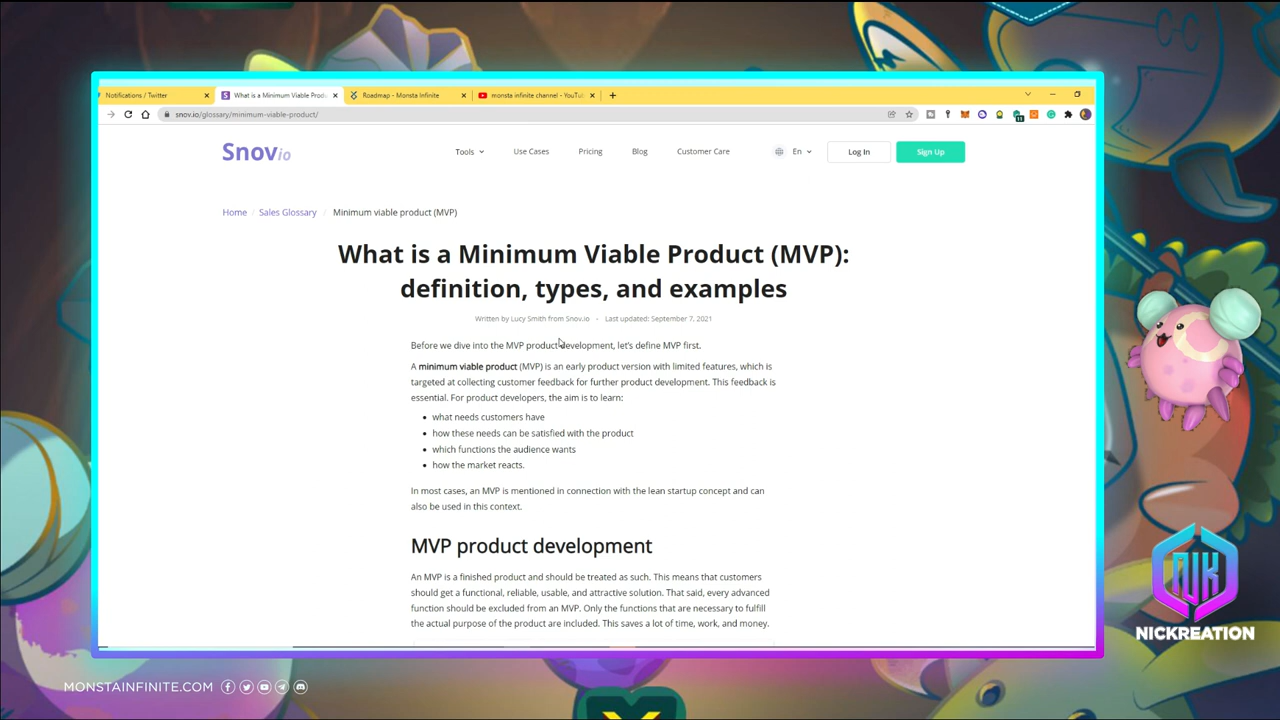 Notifications / Twitter
What is a Minimum Viable Prod
Roadmap - Monsta Infinite
monsta infinite channel - YouTu
snov.io/glossary/minimum-viable-product/
11
Snovio
Tools
Use Cases
Pricing
Blog
Customer Care
En
Log In
Sign Up
Home / Sales Glossary / Minimum viable product (MVP)
What is a Minimum Viable Product (MVP):
definition, types, and examples
Written by Lucy Smith from Snov.io - Last updated: September 7, 2021
Before we dive into the MVP product development, let's define MVP first.
A minimum viable product (MVP) is an early product version with limited features, which is
targeted at collecting customer feedback for further product development. This feedback is
essential. For product developers, the aim is to learn:
• what needs customers have
• how these needs can be satisfied with the product
• which functions the audience wants
• how the market reacts.
In most cases, an MVP is mentioned in connection with the lean startup concept and can
also be used in this context.
MVP product development
An MVP is a finished product and should be treated as such. This means that customers
should get a functional, reliable, usable, and attractive solution. That said, every advanced
function should be excluded from an MVP. Only the functions that are necessary to fulfill
the actual purpose of the product are included. This saves a lot of time, work, and money.
NICKREATION
MONSTAINFINITE.COM